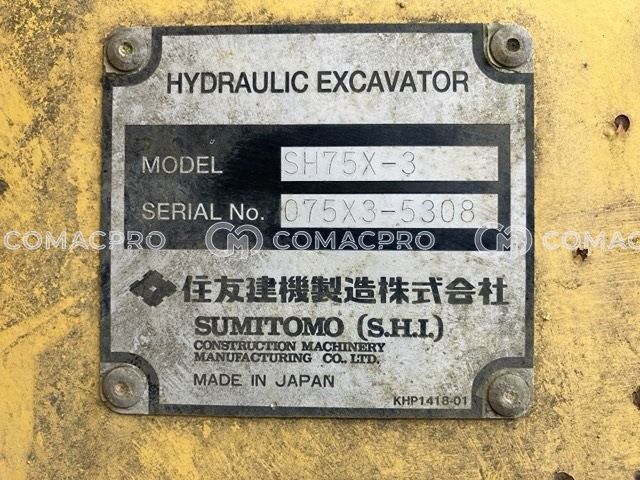 HYDRAULIC EXCAVATOR
MODEL SH75X-3
SERIAL No. 075X3-5308
COMACPRO COMACPRO COMACPRO
住友建機製造株式会社
SUMITOMO (S.H.I.)
CONSTRUCTION MACHINERY
MANUFACTURING CO., LTD.
MADE IN JAPAN
KHP1418-01